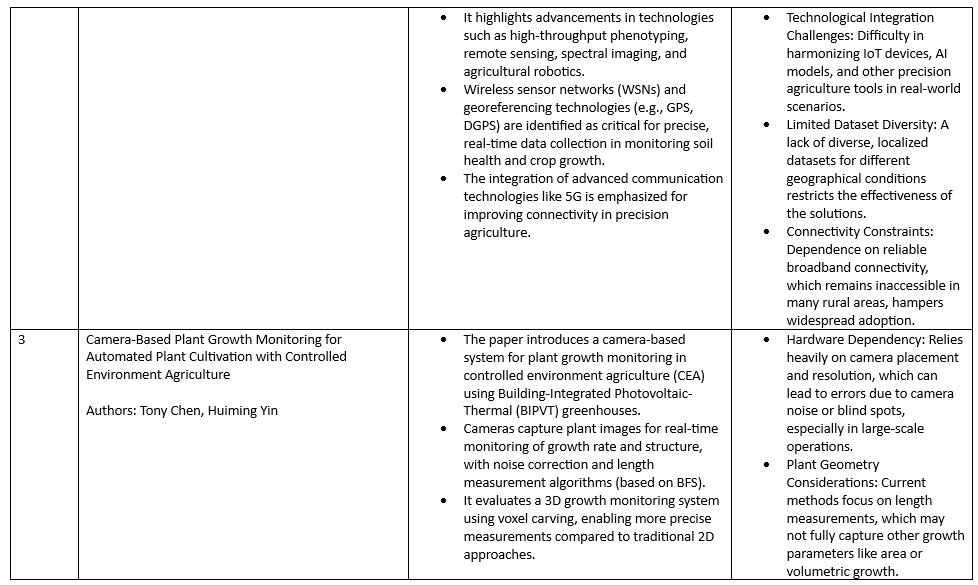 It highlights advancements in technologies
such as high-throughput phenotyping,
remote sensing, spectral imaging, and
agricultural robotics.
Wireless sensor networks (WSNs) and
georeferencing technologies (e.g., GPS,
DGPS) are identified as critical for precise,
real-time data collection in monitoring soil
health and crop growth.
The integration of advanced communication
technologies like 5G is emphasized for
improving connectivity in precision
agriculture.
Technological Integration
Challenges: Difficulty in
harmonizing IoT devices, AI
models, and other precision
agriculture tools in real-world
scenarios.
Limited Dataset Diversity: A
lack of diverse, localized
datasets for different
geographical conditions
restricts the effectiveness of
the solutions.
Connectivity Constraints:
Dependence on reliable
broadband connectivity,
which remains inaccessible in
many rural areas, hampers
widespread adoption.
3
Camera-Based Plant Growth Monitoring for
Automated Plant Cultivation with Controlled
Environment Agriculture
Authors: Tony Chen, Huiming Yin
The paper introduces a camera-based
system for plant growth monitoring in
controlled environment agriculture (CEA)
using Building-Integrated Photovoltaic-
Thermal (BIPVT) greenhouses.
Cameras capture plant images for real-time
monitoring of growth rate and structure,
with noise correction and length
measurement algorithms (based on BFS).
It evaluates a 3D growth monitoring system
using voxel carving, enabling more precise
measurements compared to traditional 2D
approaches.
Hardware Dependency: Relies
heavily on camera placement
and resolution, which can
lead to errors due to camera
noise or blind spots,
especially in large-scale
operations.
Plant Geometry
Considerations: Current
methods focus on length
measurements, which may
not fully capture other growth
parameters like area or
volumetric growth.